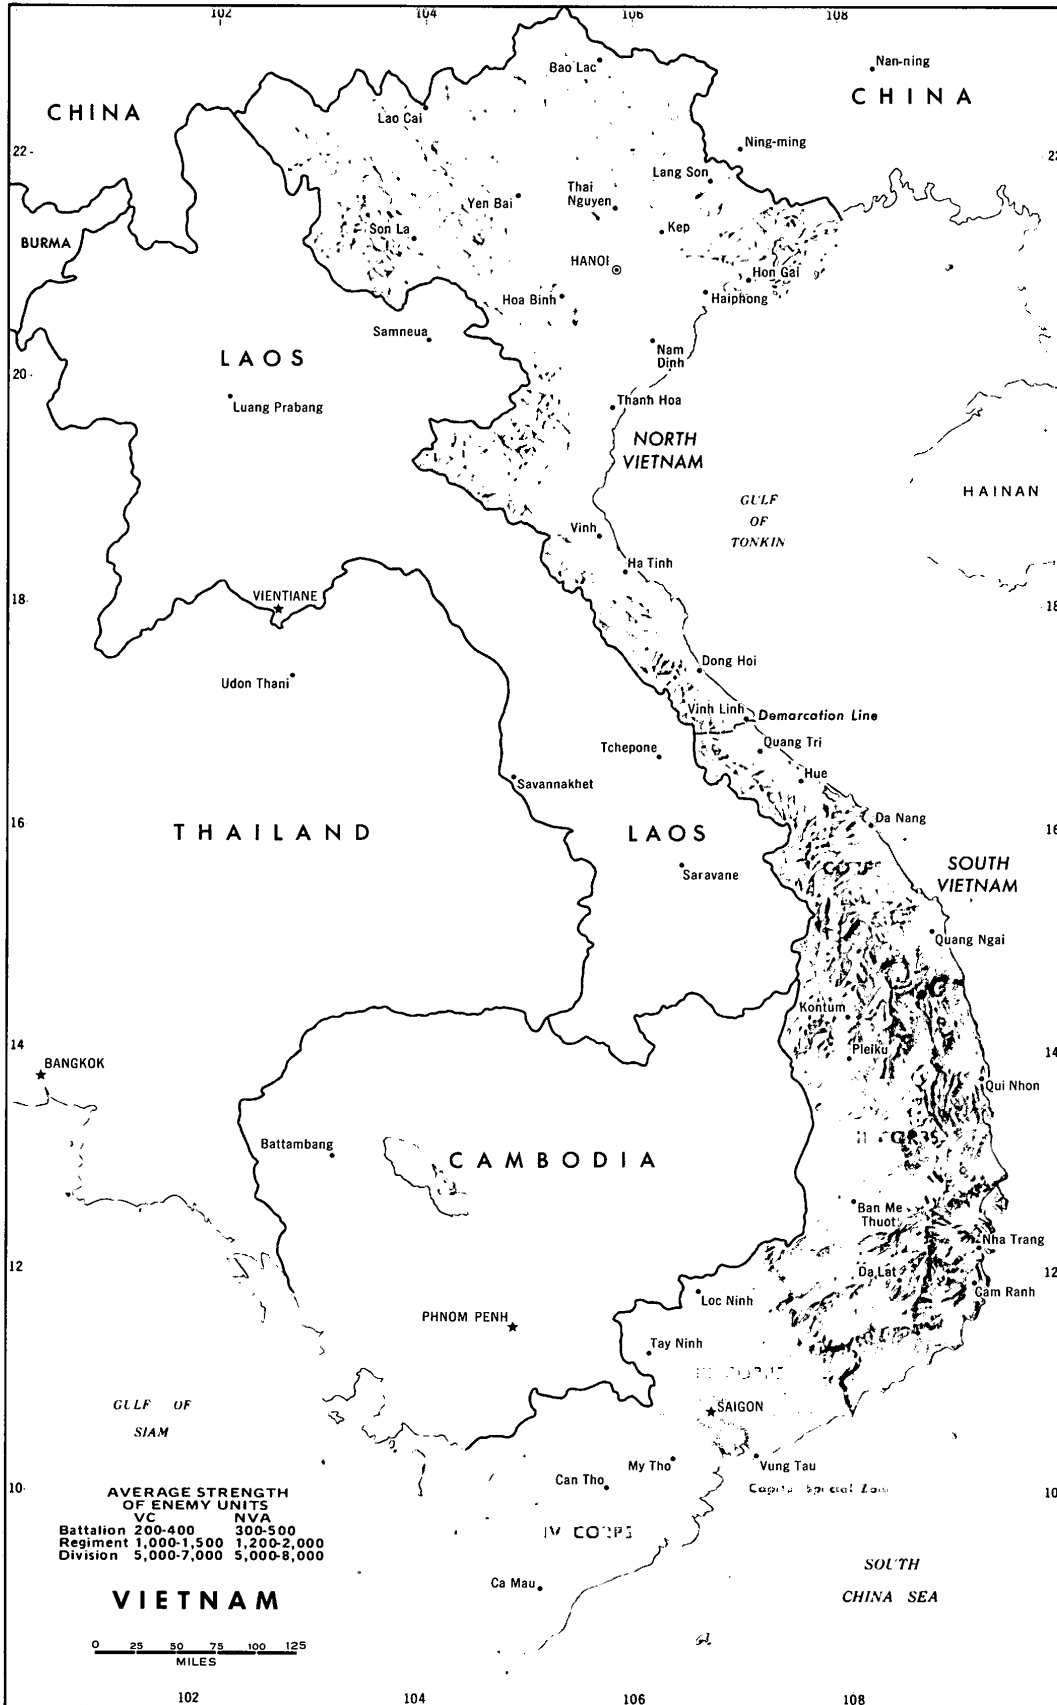 102
104
106
108
Bao Lac
Nan-ning
CHINA
CHINA
Lao Cai
22
Ning-ming
22
Lang Son
Thai
Nguyen
Yen Bai
Son La
Kep
BURMA
HANOI
Hon Gai
Hoa Binh
Haiphong
Samneua
LAOS
Nam
Dinh
20
Luang Prabang
Thanh Hoa
NORTH
VIETNAM
HAINAN
GULF
OF
TONKIN
Vinh
Ha Tinh
VIENTIANE
18
18
Dong Hoi
Udon Thani
Vinh Linh
Demarcation Line
Quang Tri
Tchepone
Hue
Savannakhet
Da Nang
16
16
THAILAND
LAOS
SOUTH
VIETNAM
Saravane
Quang Ngai
Kontum
14
14
Pleiku
BANGKOK
Qui Nhon
Battambang
CAMBODIA
Ban Me
Thuot
Nha Trang
12
12
Da Lat
Cam Ranh
Loc Ninh
PHNOM PENH
Tay Ninh
GULF OF
SIAM
SAIGON
My Tho
Vung Tau
Can Tho
10
10
AVERAGE STRENGTH
OF ENEMY UNITS
VC NVA
Battalion 200-400 300-500
Regiment 1,000-1,500 1,200-2,000
Division 5,000-7,000 5,000-8,000
IV CORPS
SOUTH
CHINA SEA
Ca Mau
VIETNAM
0 25 50 75 100 125
MILES
102
104
106
108